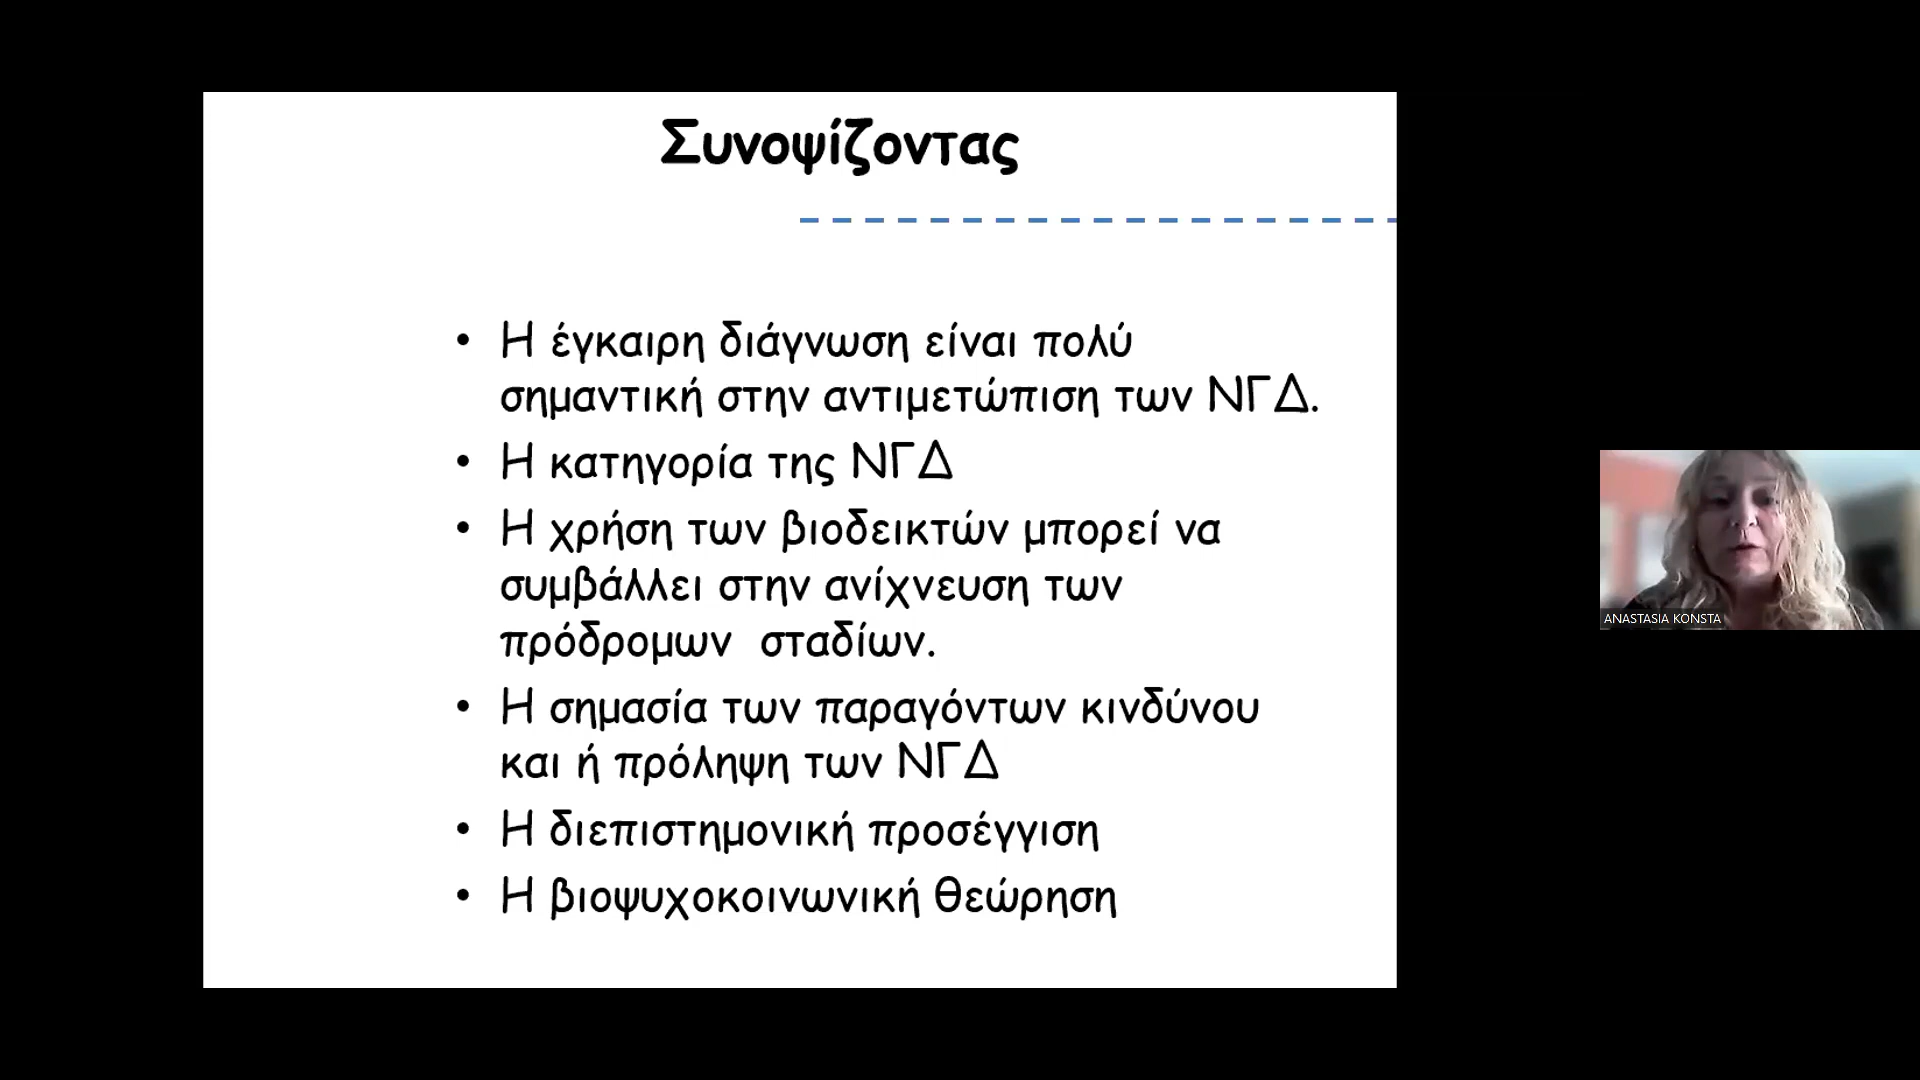 Συνοψίζοντας
• Η έγκαιρη διάγνωση είναι πολύ
σημαντική στην αντιμετώπιση των ΝΓΔ.
• Η κατηγορία της ΝΓΔ
• Η χρήση των βιοδεικτών μπορεί να
συμβάλλει στην ανίχνευση των
πρόδρομων  σταδίων.
• Η σημασία των παραγόντων κινδύνου
και ή πρόληψη των ΝΓΔ
• Η διεπιστημονική προσέγγιση
• Η βιοψυχοκοινωνική θεώρηση
ANASTASIA KONSTA